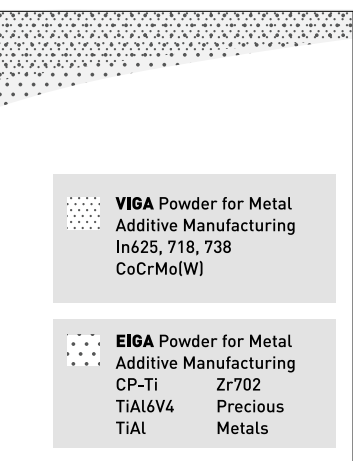 VIGA Powder for Metal
Additive Manufacturing
In625, 718, 738
CoCrMo(W)
EIGA Powder for Metal
Additive Manufacturing
CP-Ti Zr702
TiAl6V4 Precious
TiAl Metals